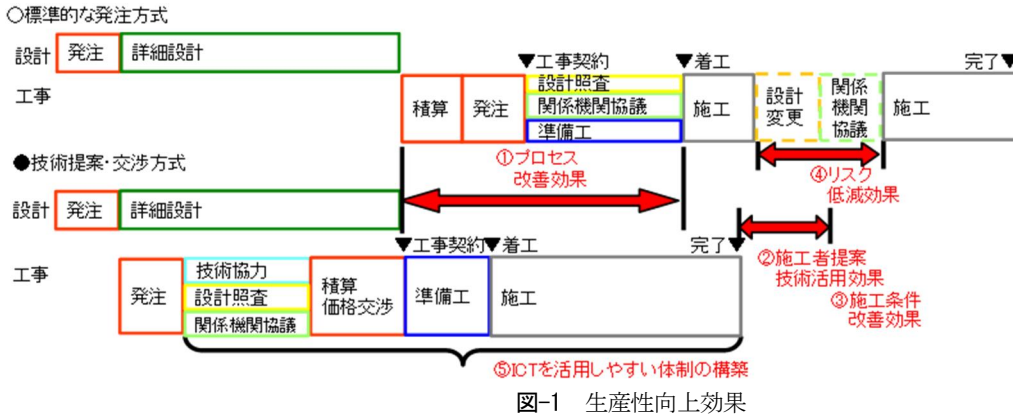 ○標準的な発注方式
設計 発注 詳細設計
▼工事契約 ▼着工 完了▼
工事 積算 発注 設計照査 関係機関協議 準備工 施工 設計変更 関係機関協議 施工
①プロセス
改善効果
④リスク
低減効果
●技術提案・交渉方式
設計 発注 詳細設計
▼工事契約▼着工 完了▼
②施工者提案
技術活用効果
③施工条件
改善効果
工事 発注 技術協力 設計照査 関係機関協議 積算 価格交渉 準備工 施工
⑤ICTを活用しやすい体制の構築
図-1 生産性向上効果